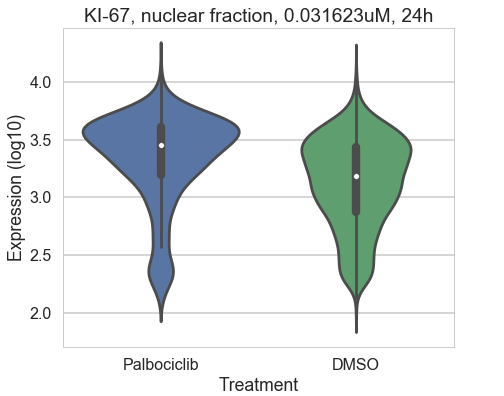 KI-67, nuclear fraction, 0.031623uM, 24h
Expression (log10)
4.0
3.5
3.0
2.5
2.0
Palbociclib DMSO
Treatment